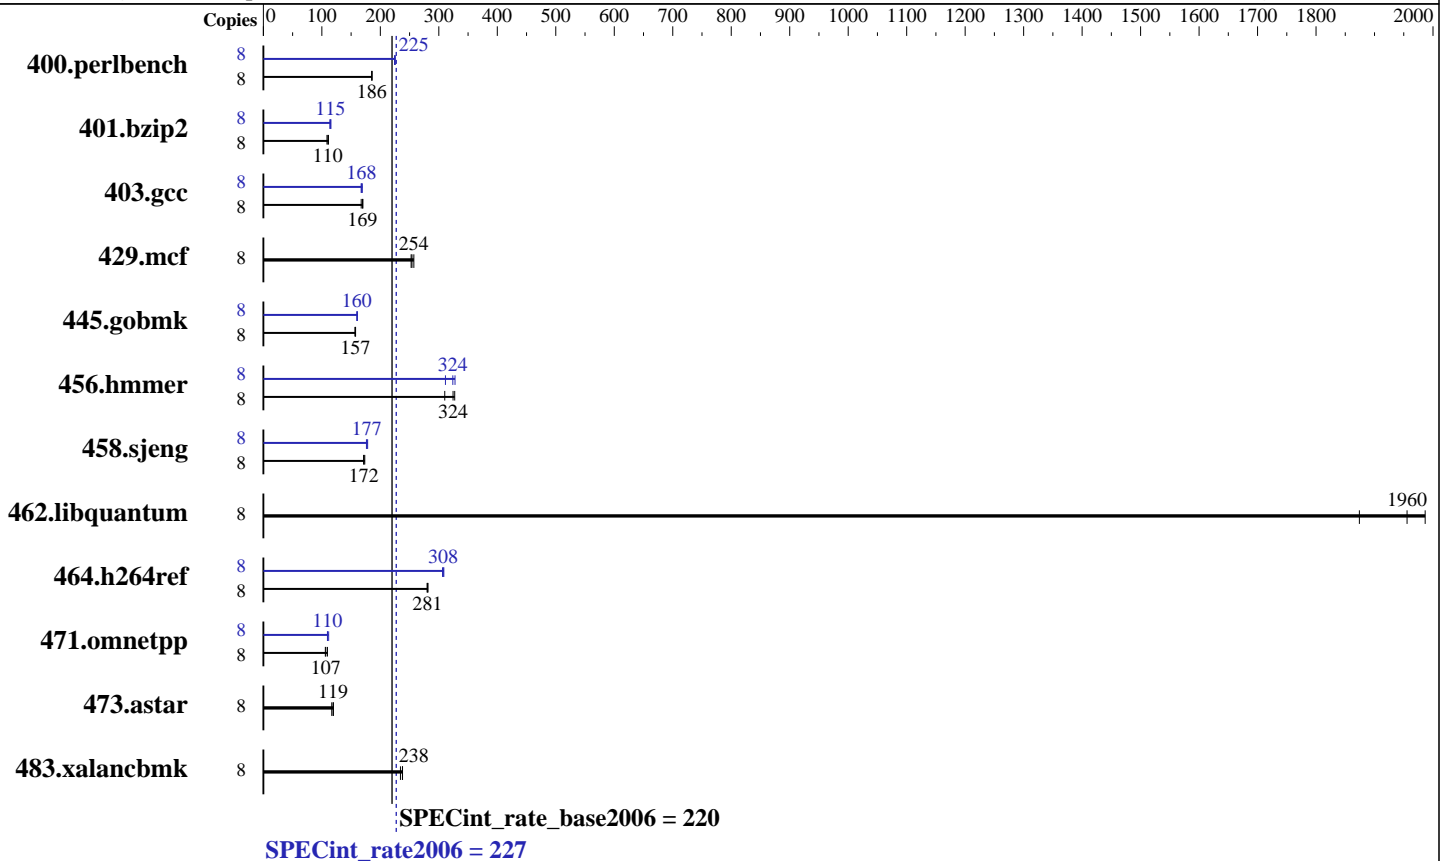 Copies 0 100 200 300 400 500 600 700 800 900 1000 1100 1200 1300 1400 1500 1600 1700 1800 2000
400.perlbench 8 225
8 186
401.bzip2 8 115
8 110
403.gcc 8 168
8 169
429.mcf 8 254
445.gobmk 8 160
8 157
456.hmmer 8 324
8 324
458.sjeng 8 177
8 172
462.libquantum 8 1960
464.h264ref 8 308
8 281
471.omnetpp 8 110
8 107
473.astar 8 119
483.xalancbmk 8 238
SPECint_rate_base2006 = 220
SPECint_rate2006 = 227